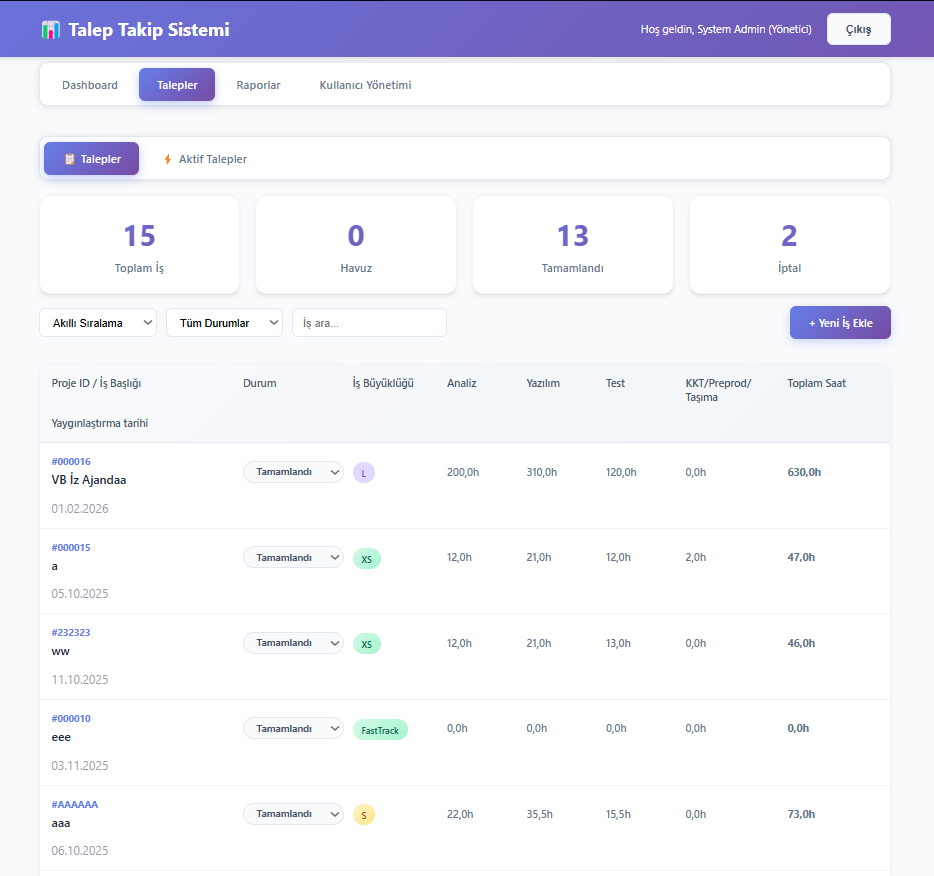 Talep Takip Sistemi
Hoş geldin, System Admin (Yönetici)
Çıkış
Dashboard
Talepler
Raporlar
Kullanıcı Yönetimi
Talepler
Aktif Talepler
15
Toplam İş
0
Havuz
13
Tamamlandı
2
İptal
Akıllı Sıralama
Tüm Durumlar
İş ara...
+ Yeni İş Ekle
Proje ID / İş Başlığı
Yaygınlaştırma tarihi
Durum
İş Büyüklüğü
Analiz
Yazılım
Test
KKT/Preprod/
Taşıma
Toplam Saat
#000016
VB İz Ajandaa
01.02.2026
Tamamlandı
L
200,0h
310,0h
120,0h
0,0h
630,0h
#000015
a
05.10.2025
Tamamlandı
XS
12,0h
21,0h
12,0h
2,0h
47,0h
#232323
ww
11.10.2025
Tamamlandı
XS
12,0h
21,0h
13,0h
0,0h
46,0h
#000010
eee
03.11.2025
Tamamlandı
FastTrack
0,0h
0,0h
0,0h
0,0h
0,0h
#AAAAAA
aaa
06.10.2025
Tamamlandı
S
22,0h
35,5h
15,5h
0,0h
73,0h